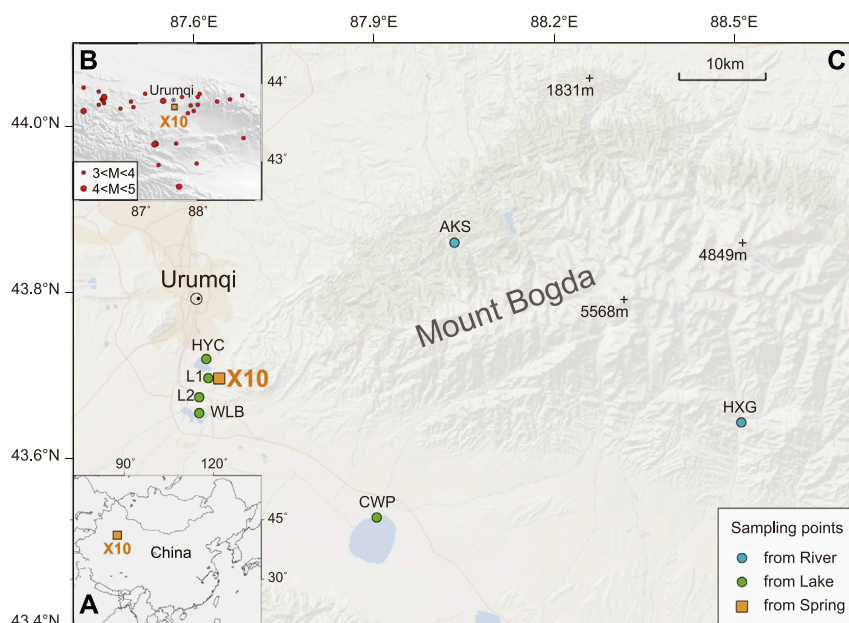 87.6°E 87.9°E 88.2°E 88.5°E
B
C
Urumqi
44°
X10
43°
3<M<4
4<M<5
87° 88°
10km
1831m
44.0°N
AKS
4849m
43.8°N
Urumqi
Mount Bogda
5568m
HYC
L1 X10
L2
WLB
HXG
43.6°N
90° 120°
CWP
45°
X10 China
30°
A
Sampling points
from River
from Lake
from Spring
43.4°N